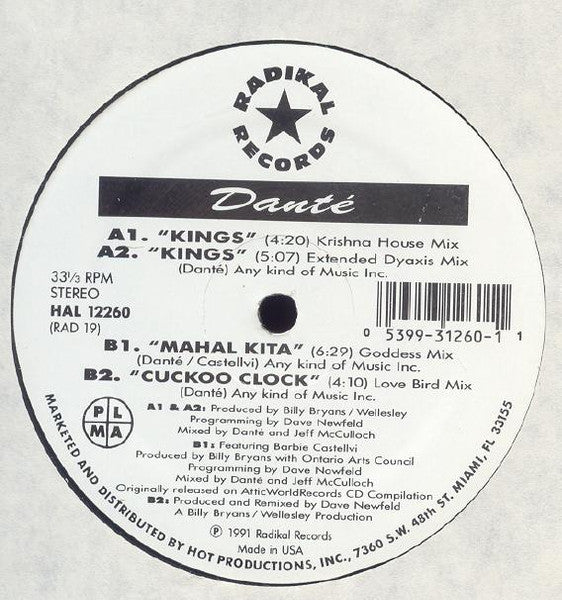 RADIKAL
RECORDS
Danté
A1. "KINGS" (4:20) Krishna House Mix
A2. "KINGS" (5:07) Extended Dyaxis Mix
(Danté) Any kind of Music Inc.
33⅓ RPM
STEREO
HAL 12260
(RAD 19)
0 5399-31260-1 1
B1. "MAHAL KITA" (6:29) Goddess Mix
(Danté / Castellvi) Any kind of Music Inc.
B2. "CUCKOO CLOCK" (4:10) Love Bird Mix
(Danté) Any kind of Music Inc.
P L
M A
A1 & A2: Produced by Billy Bryans / Wellesley
Programming by Dave Newfeld
Mixed by Danté and Jeff McCulloch
B1: Featuring Barbie Castellvi
Produced by Billy Bryans with Ontario Arts Council
Programming by Dave Nowfeld
Mixed by Danté and Jeff McCulloch
Originally released on AtticWorldRecords CD Compilation
B2: Produced and Remixed by Dave Newfeld
A Billy Bryans / Wellesley Production
℗ 1991 Radikal Records
Made in USA
MARKETED AND DISTRIBUTED BY HOT PRODUCTIONS, INC., 7360 S.W. 48th ST. MIAMI, FL 33155